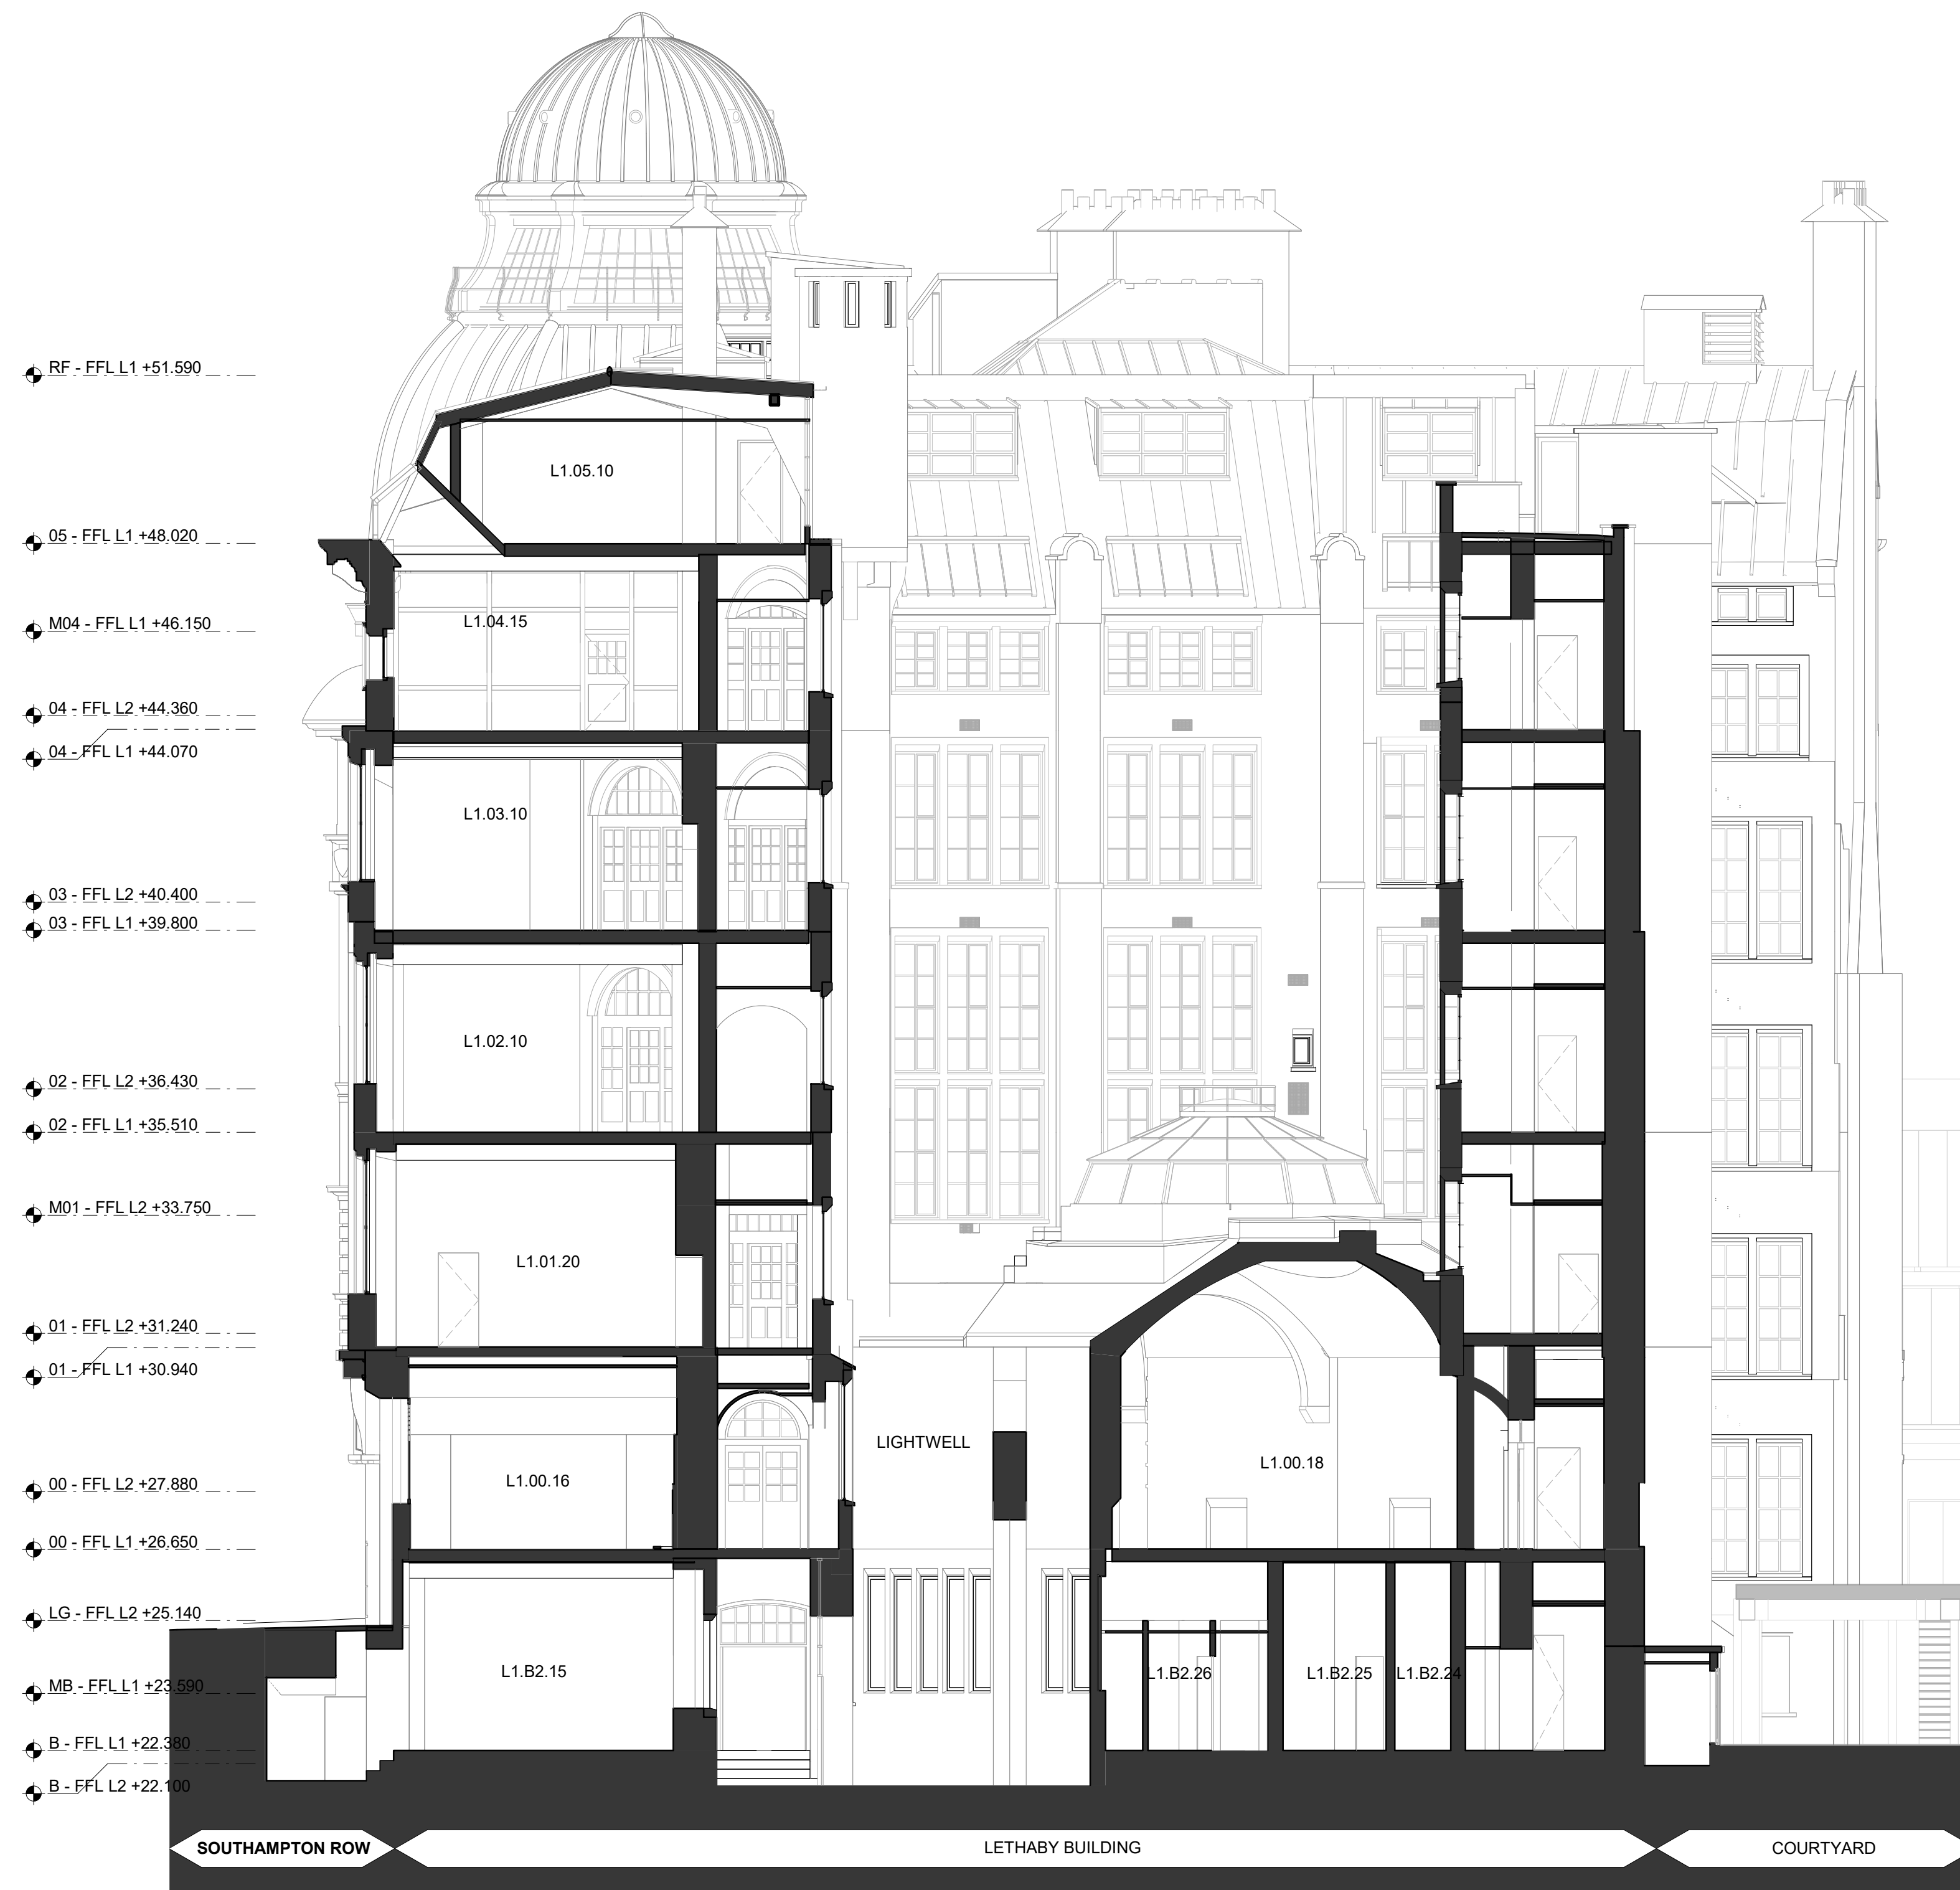 RF - FFL L1 +51.590
L1.05.10
05 - FFL L1 +48.020
L1.04.15
M04 - FFL L1 +46.150
04 - FFL L2 +44.360
04 - FFL L1 +44.070
L1.03.10
03 - FFL L2 +40.400
03 - FFL L1 +39.800
L1.02.10
02 - FFL L2 +36.430
02 - FFL L1 +35.510
M01 - FFL L2 +33.750
L1.01.20
01 - FFL L2 +31.240
01 - FFL L1 +30.940
LIGHTWELL
L1.00.18
L1.00.16
00 - FFL L2 +27.880
00 - FFL L1 +26.650
LG - FFL L2 +25.140
L1.B2.15
L1.B2.26
L1.B2.25
L1.B2.24
MB - FFL L1 +23.590
B - FFL L1 +22.380
B - FFL L2 +22.100
SOUTHAMPTON ROW
LETHABY BUILDING
COURTYARD